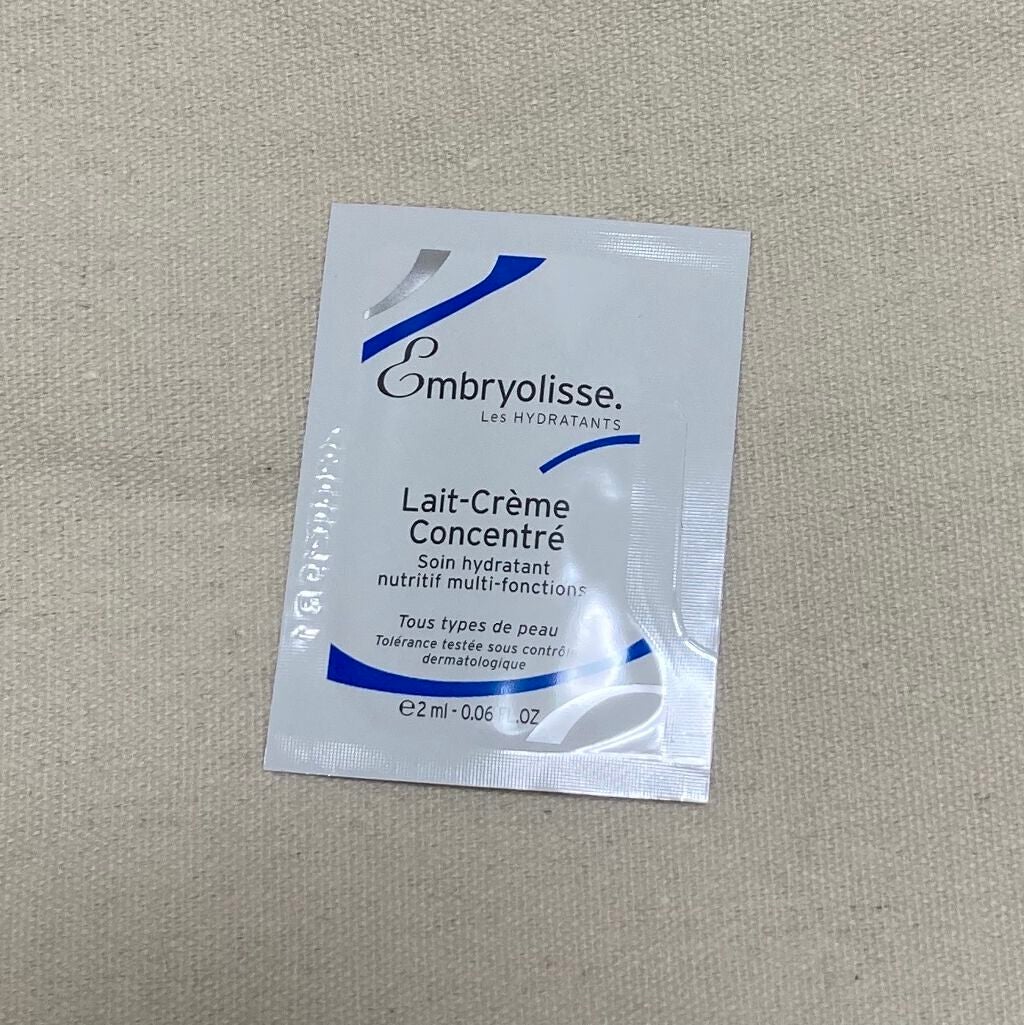 Embryolisse.
Les HYDRATANTS
Lait-Crème
Concentré
Soin hydratant
nutritif multi-fonctions
Tous types de peau
Tolérance testée sous contrôle
dermatologique
℮2 ml - 0.06 FL.OZ